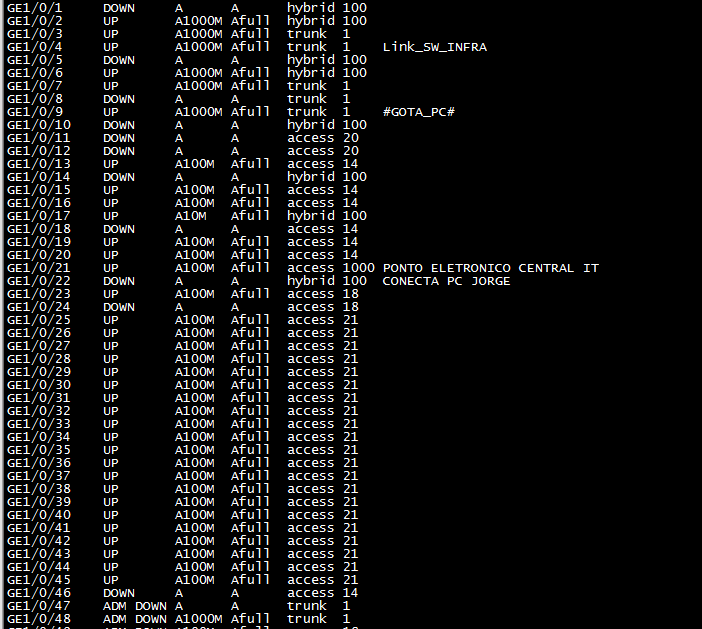 GE1/0/1 DOWN A A hybrid 100
GE1/0/2 UP A1000M Afull hybrid 100
GE1/0/3 UP A1000M Afull trunk 1
GE1/0/4 UP A1000M Afull trunk 1 Link_SW_INFRA
GE1/0/5 DOWN A A hybrid 100
GE1/0/6 UP A1000M Afull hybrid 100
GE1/0/7 UP A1000M Afull trunk 1
GE1/0/8 DOWN A A trunk 1
GE1/0/9 UP A1000M Afull trunk 1 #GOTA_PC#
GE1/0/10 DOWN A A hybrid 100
GE1/0/11 DOWN A A access 20
GE1/0/12 DOWN A A access 20
GE1/0/13 UP A100M Afull access 14
GE1/0/14 DOWN A A hybrid 100
GE1/0/15 UP A100M Afull access 14
GE1/0/16 UP A100M Afull access 14
GE1/0/17 UP A10M Afull hybrid 100
GE1/0/18 DOWN A A access 14
GE1/0/19 UP A100M Afull access 14
GE1/0/20 UP A100M Afull access 14
GE1/0/21 UP A100M Afull access 1000 PONTO ELETRONICO CENTRAL IT
GE1/0/22 DOWN A A hybrid 100 CONECTA PC JORGE
GE1/0/23 UP A100M Afull access 18
GE1/0/24 DOWN A A access 18
GE1/0/25 UP A100M Afull access 21
GE1/0/26 UP A100M Afull access 21
GE1/0/27 UP A100M Afull access 21
GE1/0/28 UP A100M Afull access 21
GE1/0/29 UP A100M Afull access 21
GE1/0/30 UP A100M Afull access 21
GE1/0/31 UP A100M Afull access 21
GE1/0/32 UP A100M Afull access 21
GE1/0/33 UP A100M Afull access 21
GE1/0/34 UP A100M Afull access 21
GE1/0/35 UP A100M Afull access 21
GE1/0/36 UP A100M Afull access 21
GE1/0/37 UP A100M Afull access 21
GE1/0/38 UP A100M Afull access 21
GE1/0/39 UP A100M Afull access 21
GE1/0/40 UP A100M Afull access 21
GE1/0/41 UP A100M Afull access 21
GE1/0/42 UP A100M Afull access 21
GE1/0/43 UP A100M Afull access 21
GE1/0/44 UP A100M Afull access 21
GE1/0/45 UP A100M Afull access 21
GE1/0/46 DOWN A A access 14
GE1/0/47 ADM DOWN A A trunk 1
GE1/0/48 ADM DOWN A1000M Afull trunk 1